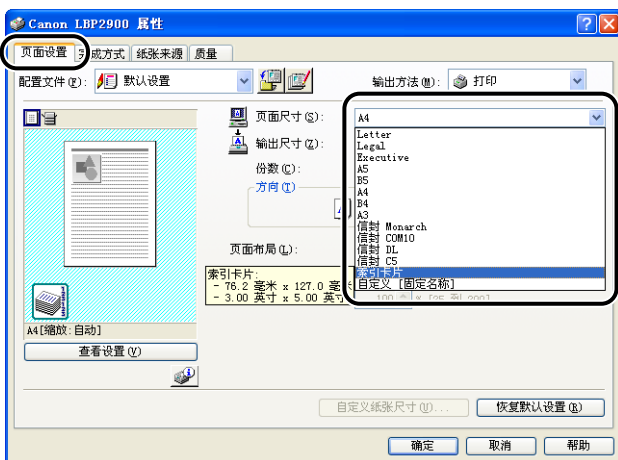 Canon LBP2900 属性
页面设置 成方式 纸张来源 质量
配置文件(F): 默认设置 输出方法(M): 打印
页面尺寸(S): A4
输出尺寸(Z):
份数(C):
方向(T)
页面布局(L):
Letter
Legal
Executive
A5
B5
A4
B4
A3
信封 Monarch
信封 COM10
信封 DL
信封 C5
索引卡片
自定义 [固定名称]
索引卡片:
- 76.2 毫米 x 127.0 毫
- 3.00 英寸 x 5.00 英寸
A4[缩放:自动]
查看设置(V)
自定义纸张尺寸(U)... 恢复默认设置(R)
确定 取消 帮助